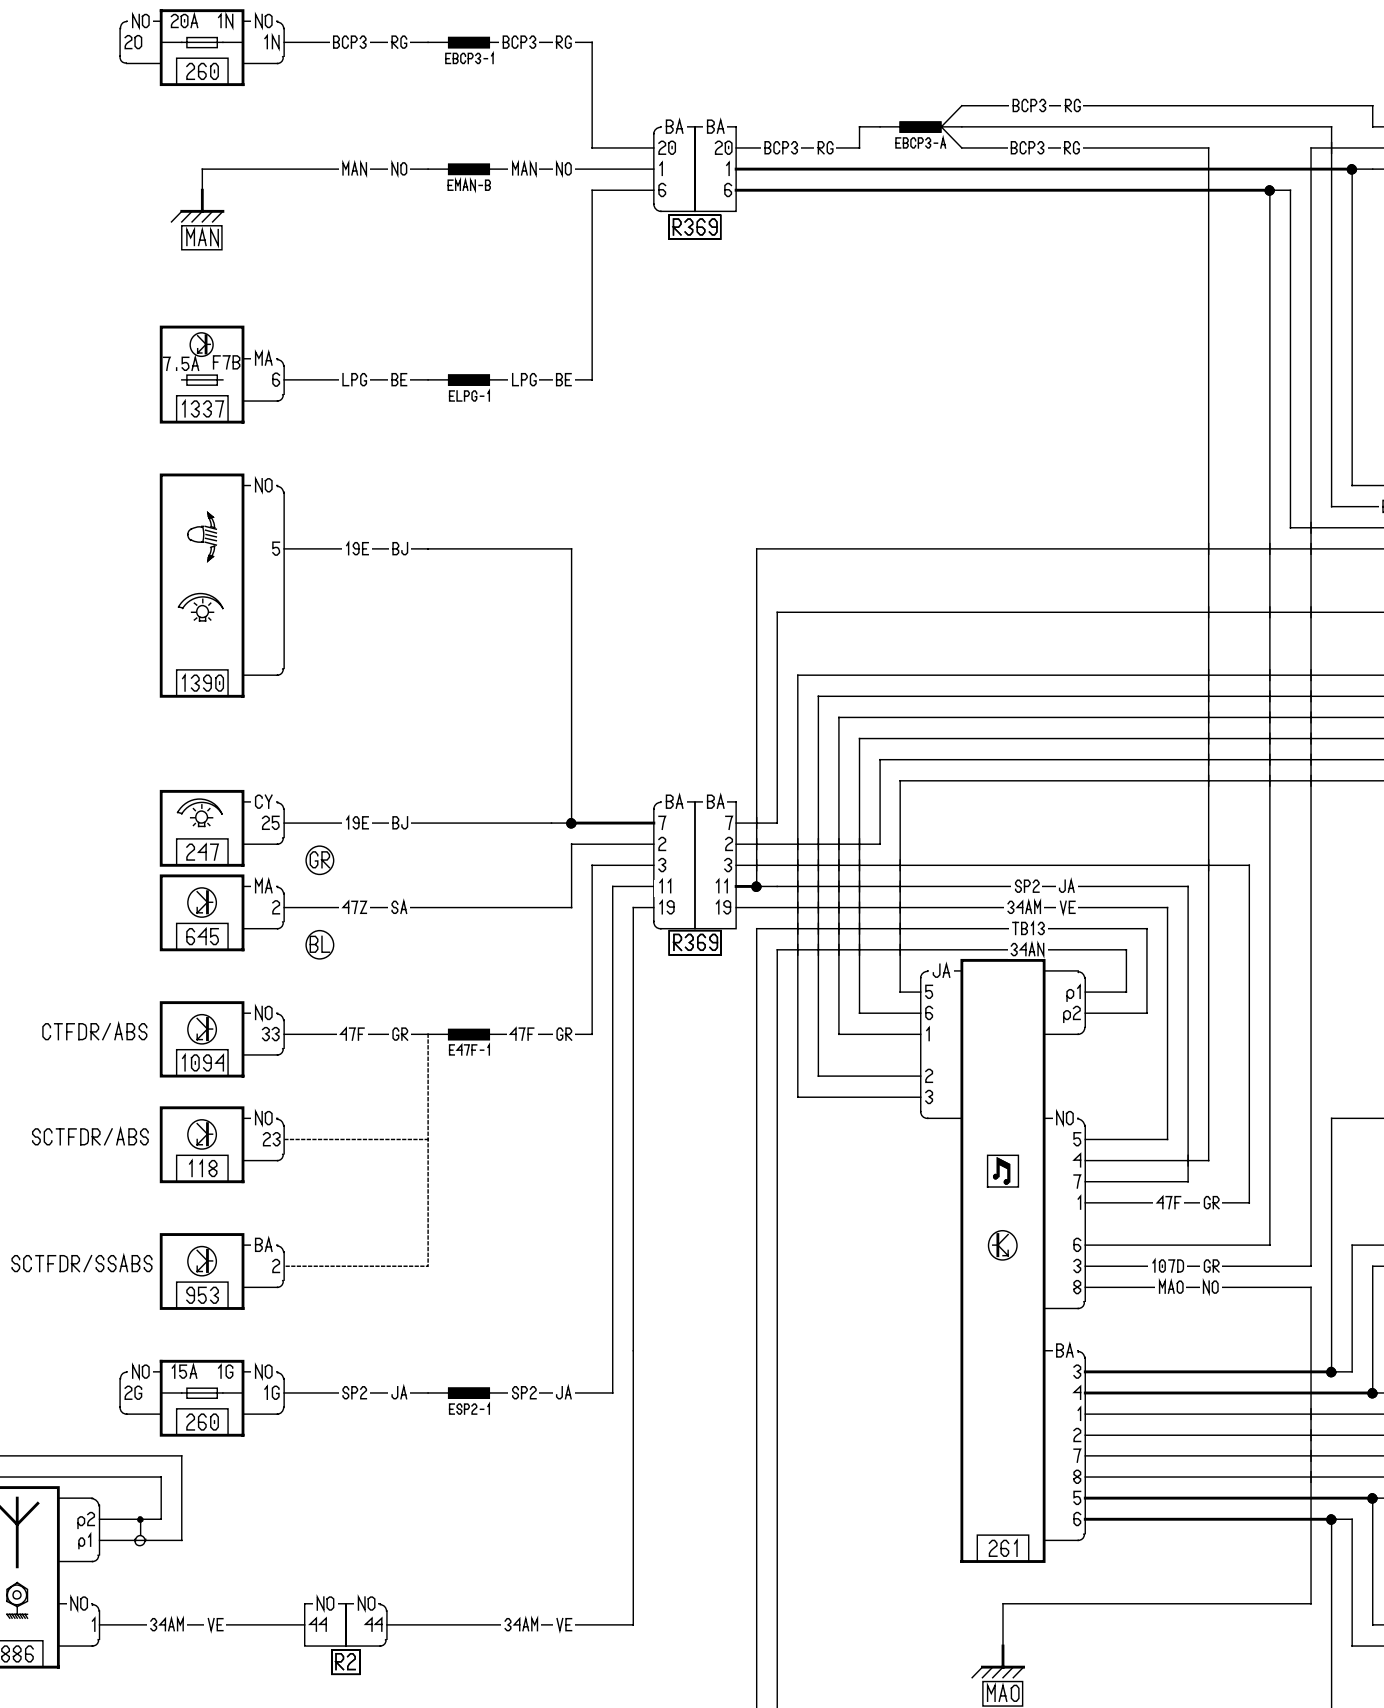 NO 20A 1N NO
20 1N BCP3 RG BCP3 RG
260 EBCP3-1
BCP3 RG
BA BA
20 20 BCP3 RG EBCP3-A BCP3 RG
MAN NO MAN NO 1 1
EMAN-B 6 6
MAN R369
7.5A F7B MA
6 LPG BE LPG BE
1337 ELPG-1
NO
5 19E BJ
1390
CY BA BA
25 19E BJ 7 7
247 GR 2 2
3 3
MA 11 11 SP2 JA
2 47Z SA 19 19 34AM VE
645 BL R369 TB13
34AN
JA
5 p1
NO 6 p2
CTFDR/ABS 33 47F GR 47F GR 1
1094 E47F-1
2
3
NO NO
SCTFDR/ABS 23 5
118 4
7
1 47F GR
BA 6
SCTFDR/SSABS 2 3 107D GR
953 8 MAO NO
BA
NO 15A 1G NO 3
2G 1G SP2 JA SP2 JA 4
260 ESP2-1 1
2
7
8
5
p2 6
p1 261
NO NO NO
1 34AM VE 44 44 34AM VE
886 R2
MAO